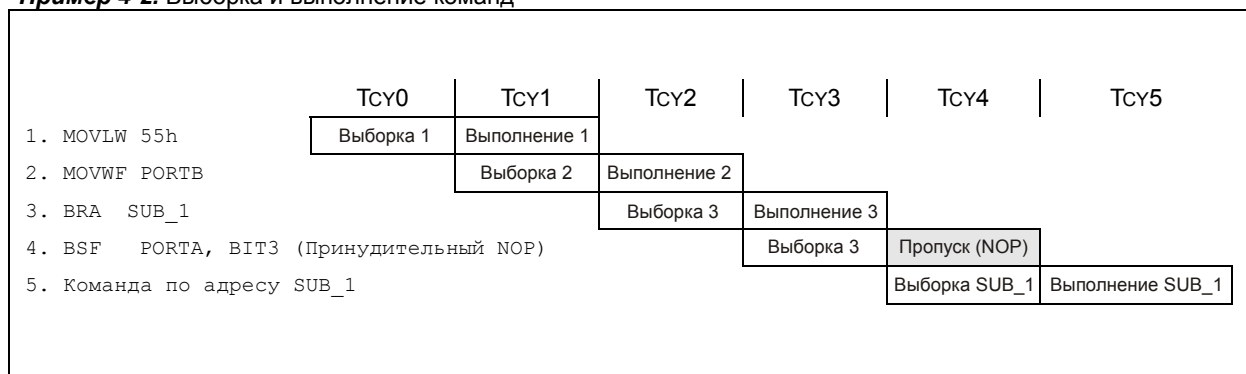 Пример 4-2. Выборка и выполнение команд
TCY0 TCY1 TCY2 TCY3 TCY4 TCY5
1. MOVLW 55h Выборка 1 Выполнение 1
2. MOVWF PORTB Выборка 2 Выполнение 2
3. BRA SUB_1 Выборка 3 Выполнение 3
4. BSF PORTA, BIT3 (Принудительный NOP) Выборка 3 Пропуск (NOP)
5. Команда по адресу SUB_1 Выборка SUB_1 Выполнение SUB_1